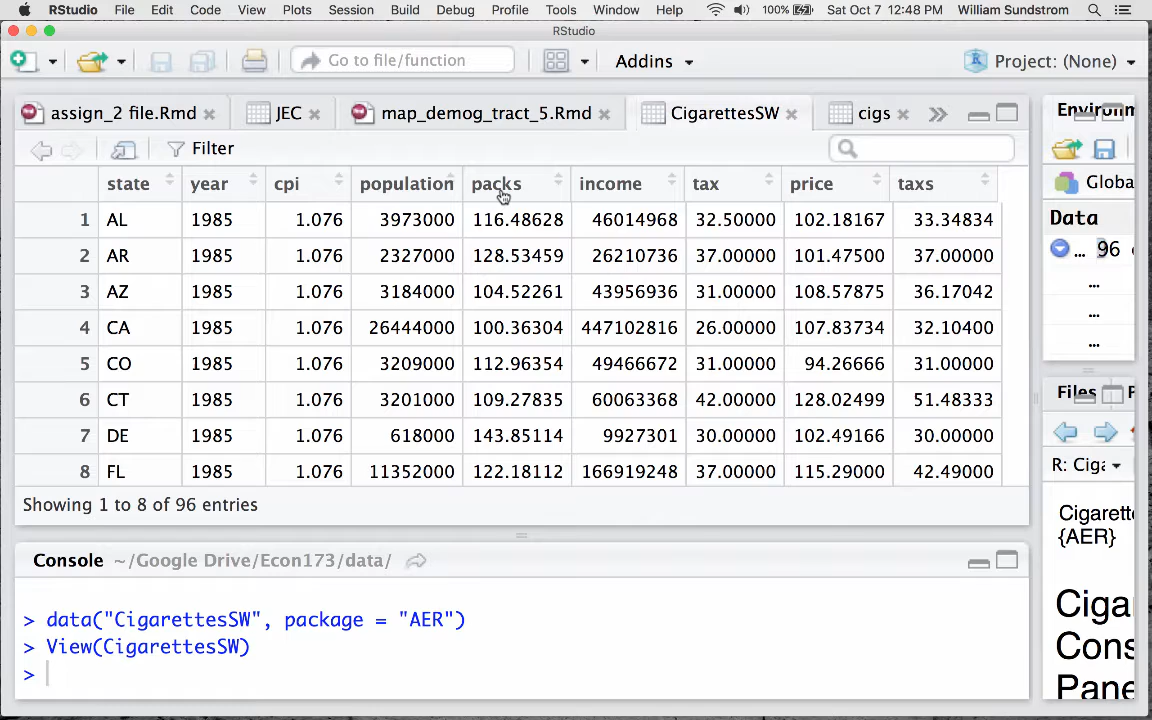 RStudio File Edit Code View Plots Session Build Debug Profile Tools Window Help 100% Sat Oct 7 12:48 PM William Sundstrom
RStudio
Go to file/function Addins Project: (None)
assign_2 file.Rmd JEC map_demog_tract_5.Rmd CigarettesSW cigs
Filter
state year cpi population packs income tax price taxs
1 AL 1985 1.076 3973000 116.48628 46014968 32.50000 102.18167 33.34834
2 AR 1985 1.076 2327000 128.53459 26210736 37.00000 101.47500 37.00000
3 AZ 1985 1.076 3184000 104.52261 43956936 31.00000 108.57875 36.17042
4 CA 1985 1.076 26444000 100.36304 447102816 26.00000 107.83734 32.10400
5 CO 1985 1.076 3209000 112.96354 49466672 31.00000 94.26666 31.00000
6 CT 1985 1.076 3201000 109.27835 60063368 42.00000 128.02499 51.48333
7 DE 1985 1.076 618000 143.85114 9927301 30.00000 102.49166 30.00000
8 FL 1985 1.076 11352000 122.18112 166919248 37.00000 115.29000 42.49000
Showing 1 to 8 of 96 entries
Console ~/Google Drive/Econ173/data/
> data("CigarettesSW", package = "AER")
> View(CigarettesSW)
>
Environm
Globa
Data
... 96
...
...
...
Files P
R: Ciga
Cigarett
{AER}
Ciga
Cons
Pane